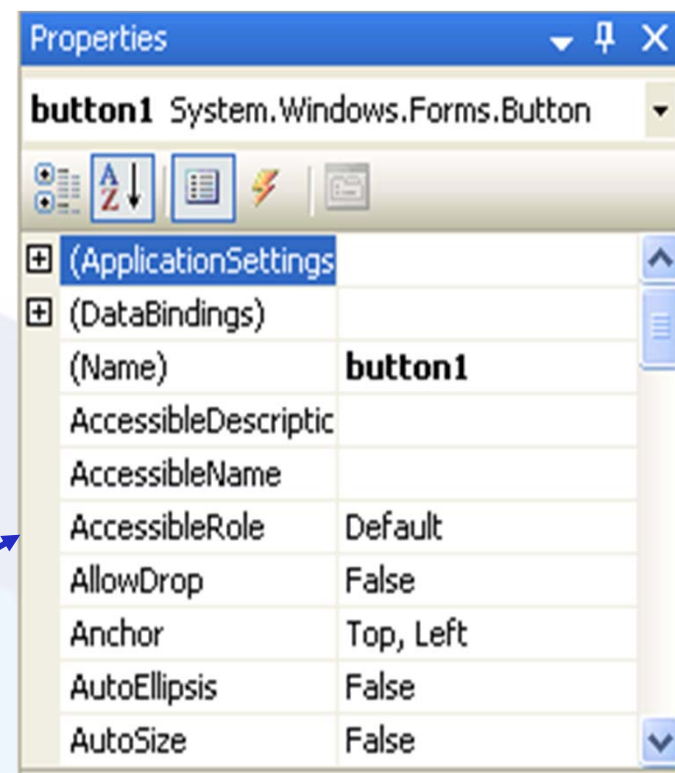 Properties
button1 System.Windows.Forms.Button
A
Z
(ApplicationSettings
(DataBindings)
(Name) button1
AccessibleDescriptic
AccessibleName
AccessibleRole Default
AllowDrop False
Anchor Top, Left
AutoEllipsis False
AutoSize False